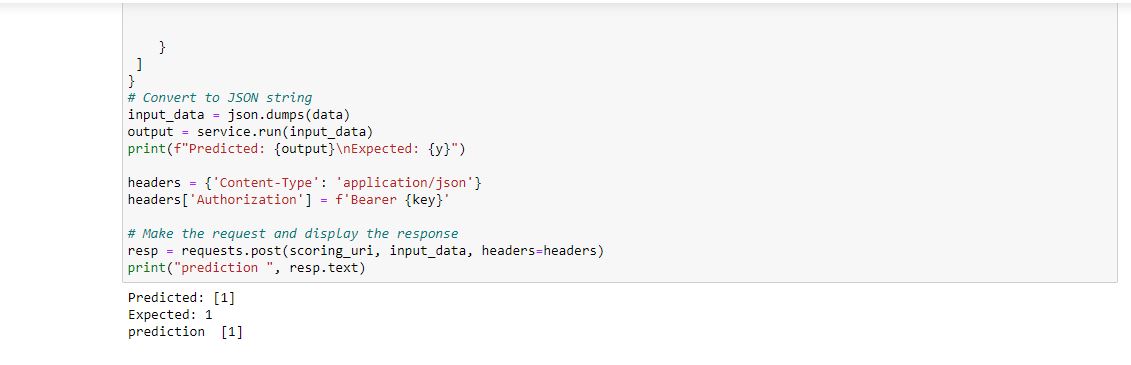 }
]
}
# Convert to JSON string
input_data = json.dumps(data)
output = service.run(input_data)
print(f"Predicted: {output}\nExpected: {y}")
headers = {'Content-Type': 'application/json'}
headers['Authorization'] = f'Bearer {key}'
# Make the request and display the response
resp = requests.post(scoring_uri, input_data, headers=headers)
print("prediction ", resp.text)
Predicted: [1]
Expected: 1
prediction  [1]